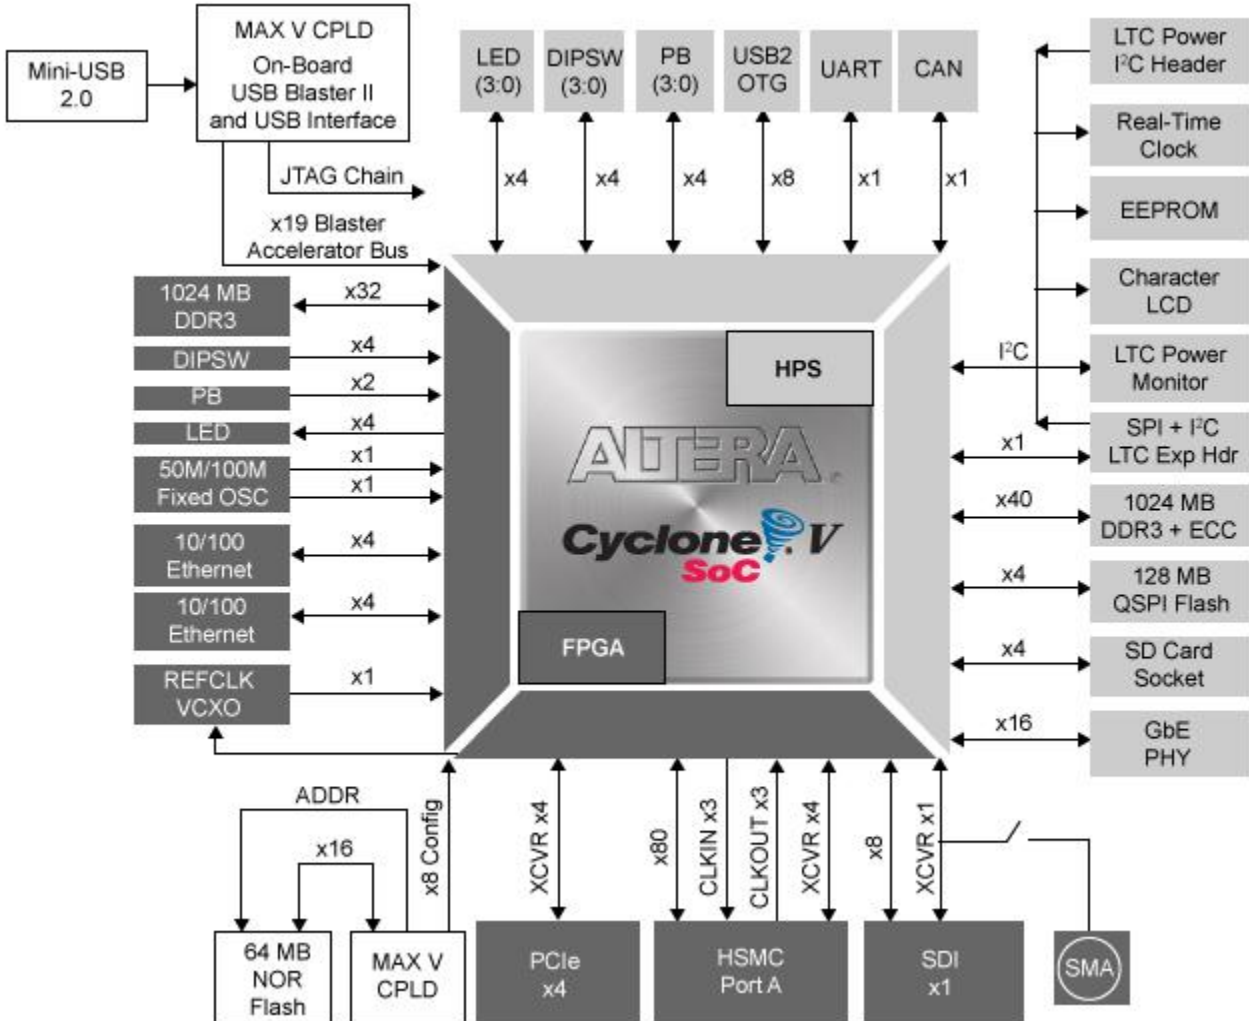 Mini-USB
2.0
MAX V CPLD
On-Board
USB Blaster II
and USB Interface
JTAG Chain
x19 Blaster
Accelerator Bus
LED
(3:0)
DIPSW
(3:0)
PB
(3:0)
USB2
OTG
UART
CAN
x4
x4
x4
x8
x1
x1
LTC Power
I²C Header
Real-Time
Clock
EEPROM
Character
LCD
LTC Power
Monitor
SPI + I²C
LTC Exp Hdr
1024 MB
DDR3 + ECC
128 MB
QSPI Flash
SD Card
Socket
GbE
PHY
I²C
x1
x40
x4
x4
x16
1024 MB
DDR3
DIPSW
PB
LED
50M/100M
Fixed OSC
10/100
Ethernet
10/100
Ethernet
REFCLK
VCXO
x32
x4
x2
x4
x1
x1
x4
x4
x1
HPS
ALTERA®
Cyclone V
SoC
FPGA
ADDR
x16
x8 Config
XCVR x4
x80
CLKIN x3
CLKOUT x3
XCVR x4
x8
XCVR x1
64 MB
NOR
Flash
MAX V
CPLD
PCIe
x4
HSMC
Port A
SDI
x1
SMA